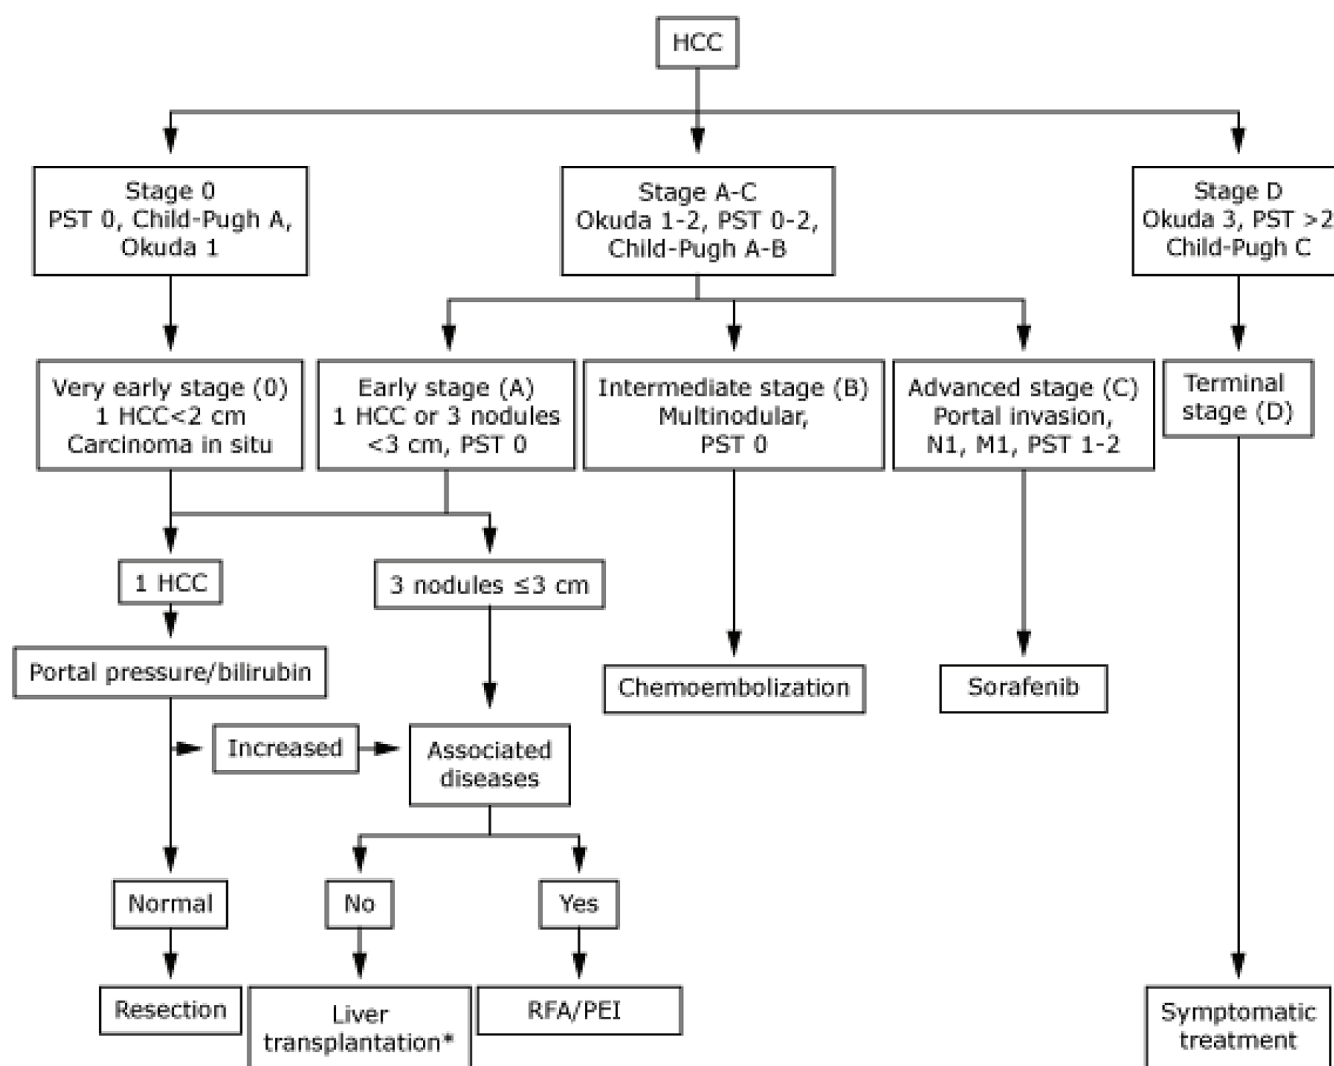 HCC
Stage 0
PST 0, Child-Pugh A,
Okuda 1
Stage A-C
Okuda 1-2, PST 0-2,
Child-Pugh A-B
Stage D
Okuda 3, PST >2
Child-Pugh C
Very early stage (0)
1 HCC<2 cm
Carcinoma in situ
Early stage (A)
1 HCC or 3 nodules
<3 cm, PST 0
Intermediate stage (B)
Multinodular,
PST 0
Advanced stage (C)
Portal invasion,
N1, M1, PST 1-2
Terminal
stage (D)
1 HCC
3 nodules ≤3 cm
Portal pressure/bilirubin
Chemoembolization
Sorafenib
Increased
Associated
diseases
Normal
No
Yes
Resection
Liver
transplantation*
RFA/PEI
Symptomatic
treatment